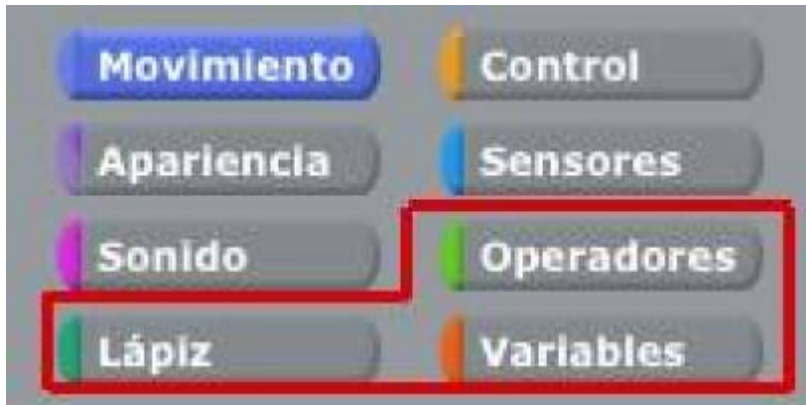 Movimiento Control
Apariencia Sensores
Sonido Operadores
Lápiz Variables